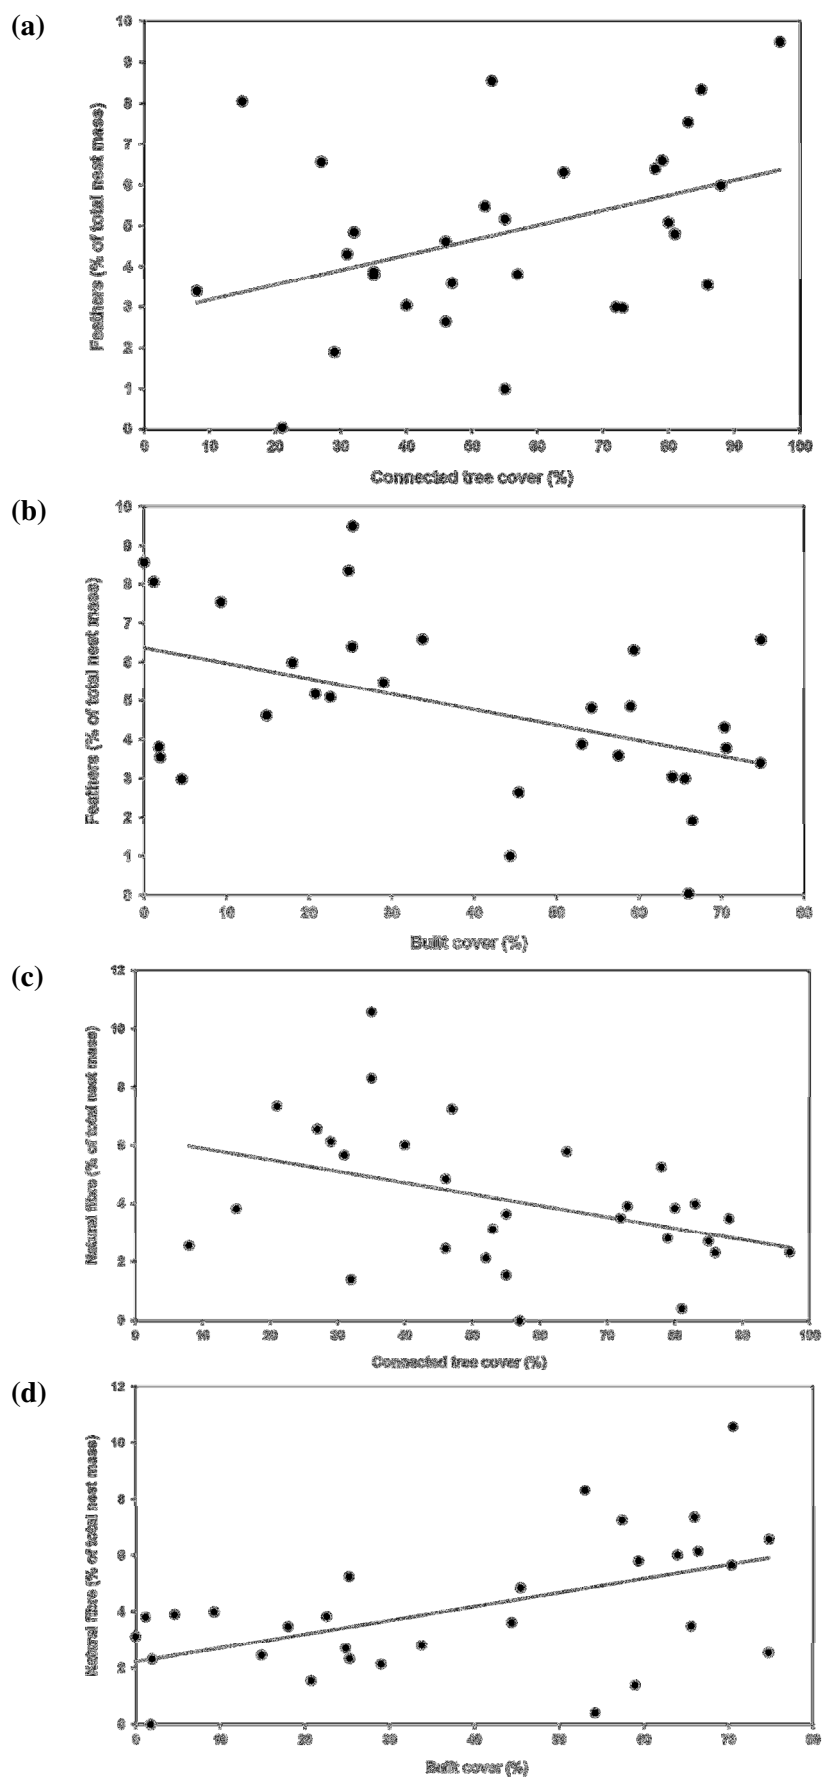 (a)
10
9
8
7
6
5
4
3
2
1
0
Feathers (% of total nest mass)
0 10 20 30 40 50 60 70 80 90 100
Connected tree cover (%)
(b)
10
9
8
7
6
5
4
3
2
1
0
Feathers (% of total nest mass)
0 10 20 30 40 50 60 70 80
Built cover (%)
(c)
12
10
8
6
4
2
0
Natural fibre (% of total nest mass)
0 10 20 30 40 50 60 70 80 90 100
Connected tree cover (%)
(d)
12
10
8
6
4
2
0
Natural fibre (% of total nest mass)
0 10 20 30 40 50 60 70 80
Built cover (%)